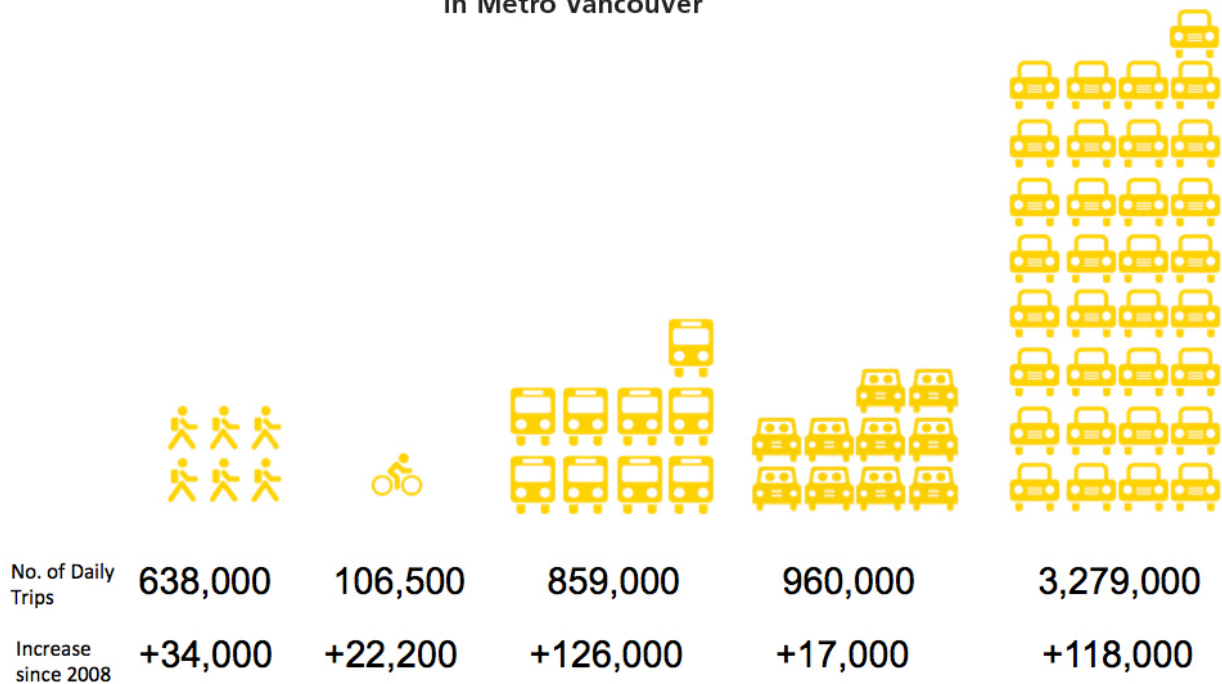 in Metro Vancouver
No. of Daily
Trips
638,000
106,500
859,000
960,000
3,279,000
Increase
since 2008
+34,000
+22,200
+126,000
+17,000
+118,000